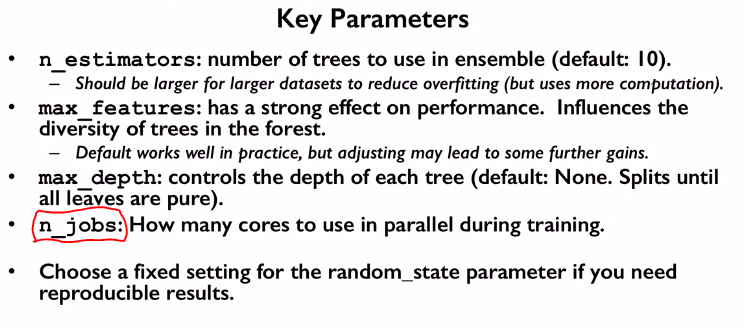 Key Parameters
• n_estimators: number of trees to use in ensemble (default: 10).
– Should be larger for larger datasets to reduce overfitting (but uses more computation).
• max_features: has a strong effect on performance. Influences the
diversity of trees in the forest.
– Default works well in practice, but adjusting may lead to some further gains.
• max_depth: controls the depth of each tree (default: None. Splits until
all leaves are pure).
• n_jobs: How many cores to use in parallel during training.
• Choose a fixed setting for the random_state parameter if you need
reproducible results.